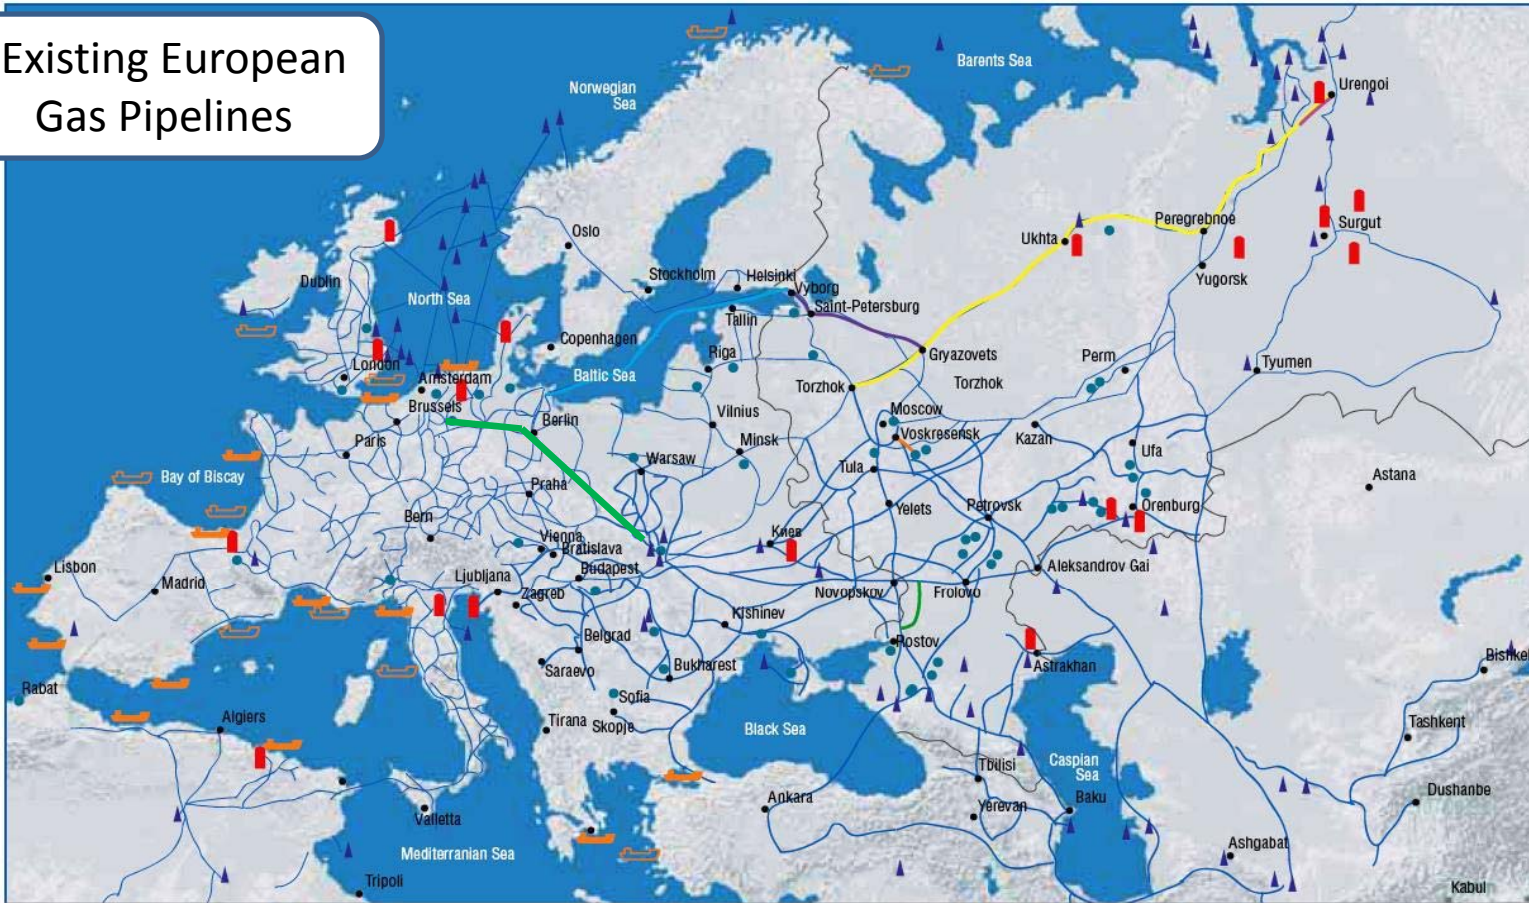 Existing European
Gas Pipelines
Barents Sea
Norwegian
Sea
Urengoi
Oslo
Ukhta
Peregrebnoe
Surgut
Stockholm
Helsinki
Vyborg
Yugorsk
Dublin
North Sea
Saint-Petersburg
Tallin
Copenhagen
Riga
Gryazovets
Perm
Tyumen
London
Amsterdam
Baltic Sea
Torzhok
Torzhok
Brussels
Berlin
Vilnius
Moscow
Voskresensk
Kazan
Paris
Minsk
Ufa
Warsaw
Tula
Astana
Bay of Biscay
Praha
Yelets
Petrovsk
Orenburg
Bern
Kiev
Vienna
Bratislava
Lisbon
Madrid
Ljubljana
Budapest
Aleksandrov Gai
Zagreb
Novopskov
Frolovo
Kishinev
Belgrad
Rostov
Saraevo
Bukharest
Astrakhan
Bishkek
Rabat
Sofia
Algiers
Tirana
Skopje
Black Sea
Tashkent
Tbilisi
Caspian
Sea
Ankara
Yerevan
Baku
Dushanbe
Valletta
Mediterranian Sea
Ashgabat
Tripoli
Kabul